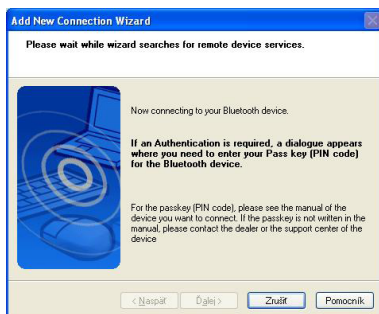 Add New Connection Wizard
Please wait while wizard searches for remote device services.
Now connecting to your Bluetooth device.
If an Authentication is required, a dialogue appears
where you need to enter your Pass key (PIN code)
for the Bluetooth device.
For the passkey (PIN code), please see the manual of the
device you want to connect. If the passkey is not written in the
manual, please contact the dealer or the support center of the
device
< Naspäť Ďalej > Zrušiť Pomocník